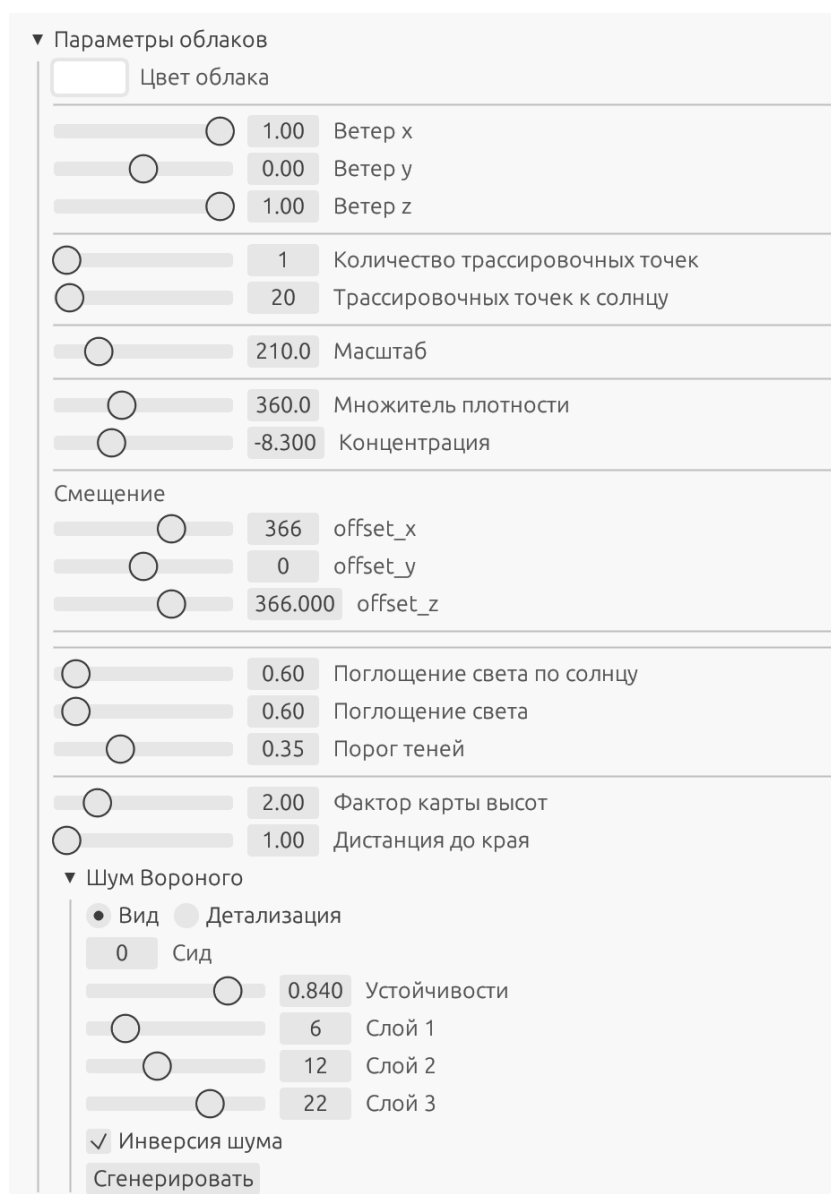 Параметры облаков
Цвет облака
1.00 Ветер x
0.00 Ветер y
1.00 Ветер z
1 Количество трассировочных точек
20 Трассировочных точек к солнцу
210.0 Масштаб
360.0 Множитель плотности
-8.300 Концентрация
Смещение
366 offset_x
0 offset_y
366.000 offset_z
0.60 Поглощение света по солнцу
0.60 Поглощение света
0.35 Порог теней
2.00 Фактор карты высот
1.00 Дистанция до края
Шум Вороного
Вид Детализация
0 Сид
0.840 Устойчивости
6 Слой 1
12 Слой 2
22 Слой 3
Инверсия шума
Сгенерировать